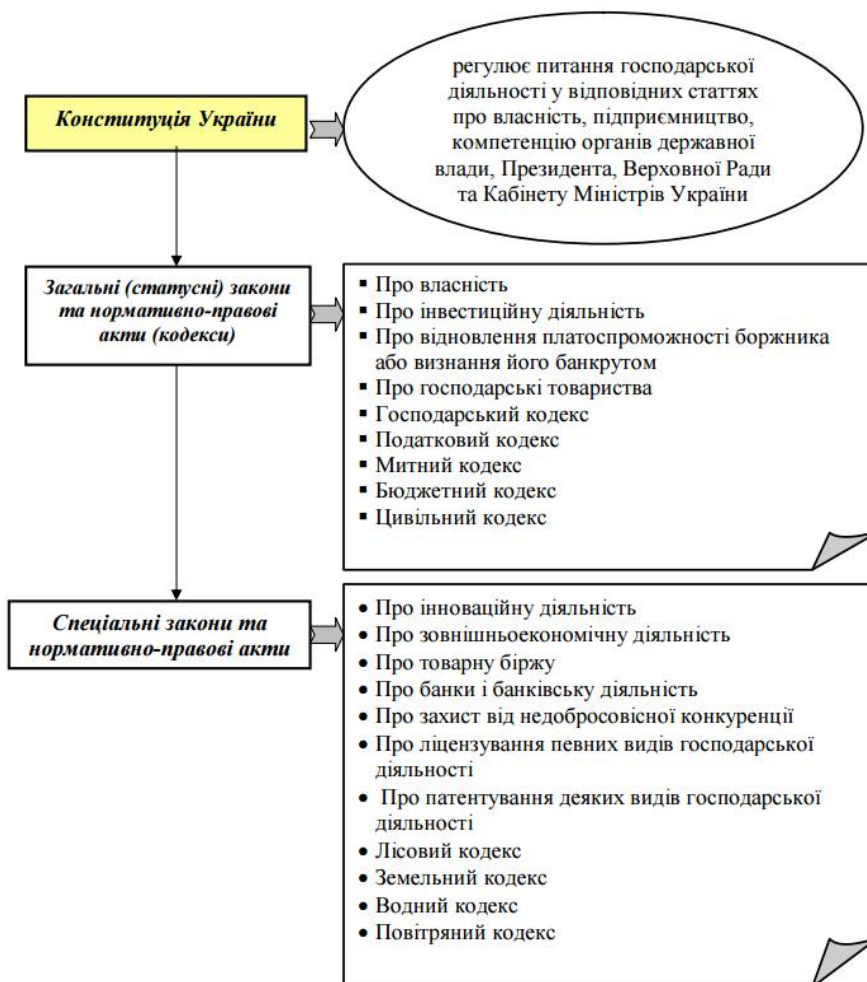 Конституція України
регулює питання господарської
діяльності у відповідних статтях
про власність, підприємництво,
компетенцію органів державної
влади, Президента, Верховної Ради
та Кабінету Міністрів України
Загальні (статусні) закони
та нормативно-правові
акти (кодекси)
▪ Про власність
▪ Про інвестиційну діяльність
▪ Про відновлення платоспроможності боржника
або визнання його банкрутом
▪ Про господарські товариства
▪ Господарський кодекс
▪ Податковий кодекс
▪ Митний кодекс
▪ Бюджетний кодекс
▪ Цивільний кодекс
Спеціальні закони та
нормативно-правові акти
• Про інноваційну діяльність
• Про зовнішньоекономічну діяльність
• Про товарну біржу
• Про банки і банківську діяльність
• Про захист від недобросовісної конкуренції
• Про ліцензування певних видів господарської
діяльності
• Про патентування деяких видів господарської
діяльності
• Лісовий кодекс
• Земельний кодекс
• Водний кодекс
• Повітряний кодекс